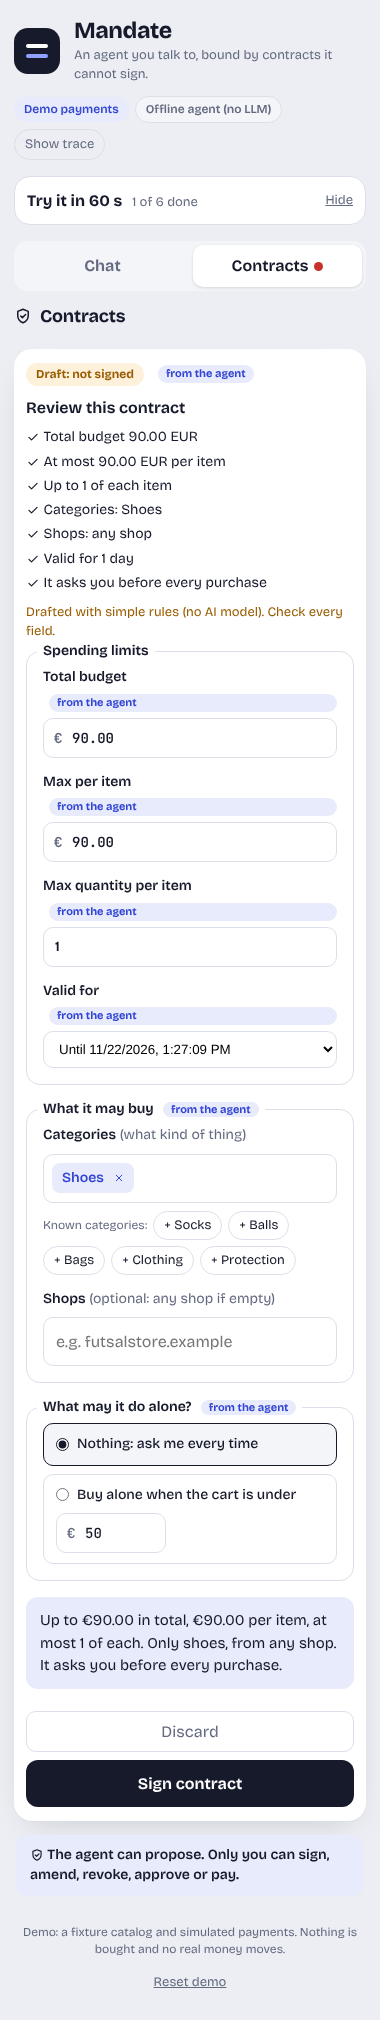 Mandate
An agent you talk to, bound by contracts it
cannot sign.
Demo payments
Offline agent (no LLM)
Show trace
Try it in 60 s 1 of 6 done Hide
Chat Contracts
Contracts
Draft: not signed from the agent
Review this contract
✓ Total budget 90.00 EUR
✓ At most 90.00 EUR per item
✓ Up to 1 of each item
✓ Categories: Shoes
✓ Shops: any shop
✓ Valid for 1 day
✓ It asks you before every purchase
Drafted with simple rules (no AI model). Check every
field.
Spending limits
Total budget
from the agent
€ 90.00
Max per item
from the agent
€ 90.00
Max quantity per item
from the agent
1
Valid for
from the agent
Until 11/22/2026, 1:27:09 PM
What it may buy from the agent
Categories (what kind of thing)
Shoes ×
Known categories: + Socks + Balls
+ Bags + Clothing + Protection
Shops (optional: any shop if empty)
e.g. futsalstore.example
What may it do alone? from the agent
Nothing: ask me every time
Buy alone when the cart is under
€ 50
Up to €90.00 in total, €90.00 per item, at
most 1 of each. Only shoes, from any shop.
It asks you before every purchase.
Discard
Sign contract
The agent can propose. Only you can sign,
amend, revoke, approve or pay.
Demo: a fixture catalog and simulated payments. Nothing is
bought and no real money moves.
Reset demo